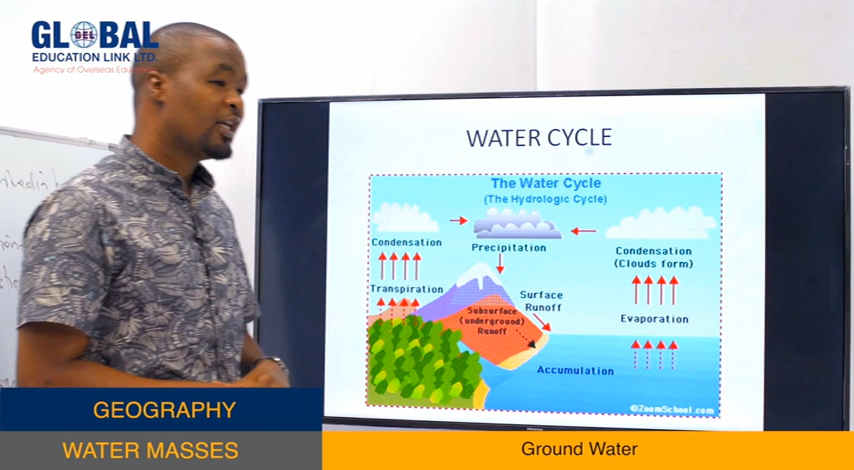 GLOBAL
GEL
EDUCATION LINK LTD.
WATER CYCLE
The Water Cycle
(The Hydrologic Cycle)
Condensation
Precipitation
Condensation
(Clouds form)
Transpiration
Surface
Runoff
Subsurface
(underground)
Runoff
Evaporation
Accumulation
©ZoomSchool.com
GEOGRAPHY
WATER MASSES
Ground Water
Agency of Overseas